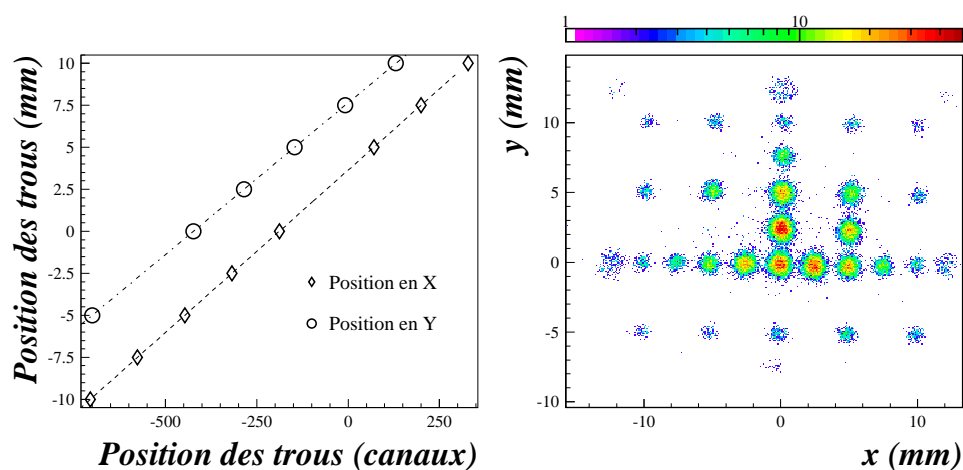 1 10
10
7.5
5
2.5
0
-2.5
-5
-7.5
-10
Position des trous (mm)
Position en X
Position en Y
-500 -250 0 250
Position des trous (canaux)
y (mm)
10
5
0
-5
-10
-10 0 10
x (mm)